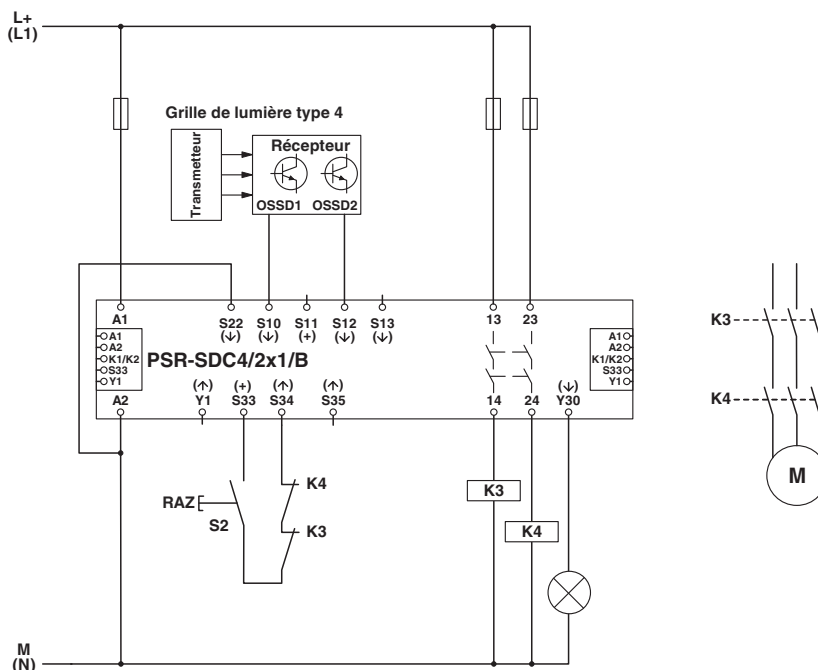 L+
(L1)
Grille de lumière type 4
Transmetteur
Récepteur
OSSD1 OSSD2
A1 S22 S10 S11 S12 S13 13 23
(↓) (↓) (+) (↓) (↓)
A1
A2
K1/K2
S33
Y1
PSR-SDC4/2x1/B
A1
A2
K1/K2
S33
Y1
(↑) (+) (↑) (↑) (↓)
A2 Y1 S33 S34 S35 14 24 Y30
K3
K4
M
RAZ
S2
K4
K3
K3
K4
M
(N)